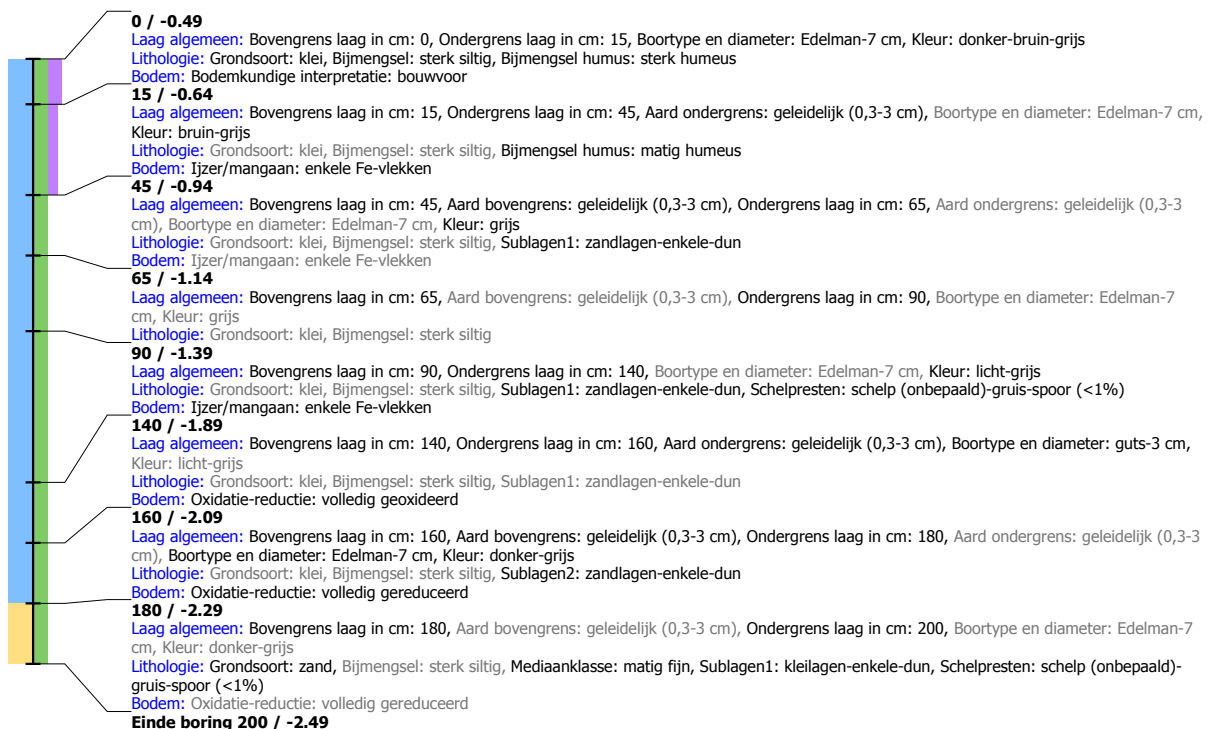 0 / -0.49
Laag algemeen: Bovengrens laag in cm: 0, Ondergrens laag in cm: 15, Boortype en diameter: Edelman-7 cm, Kleur: donker-bruin-grijs
Lithologie: Grondsoort: klei, Bijmengsel: sterk siltig, Bijmengsel humus: sterk humeus
Bodem: Bodemkundige interpretatie: bouwvoor
15 / -0.64
Laag algemeen: Bovengrens laag in cm: 15, Ondergrens laag in cm: 45, Aard ondergrens: geleidelijk (0,3-3 cm), Boortype en diameter: Edelman-7 cm,
Kleur: bruin-grijs
Lithologie: Grondsoort: klei, Bijmengsel: sterk siltig, Bijmengsel humus: matig humeus
Bodem: Ijzer/mangaan: enkele Fe-vlekken
45 / -0.94
Laag algemeen: Bovengrens laag in cm: 45, Aard bovengrens: geleidelijk (0,3-3 cm), Ondergrens laag in cm: 65, Aard ondergrens: geleidelijk (0,3-3
cm), Boortype en diameter: Edelman-7 cm, Kleur: grijs
Lithologie: Grondsoort: klei, Bijmengsel: sterk siltig, Sublagen1: zandlagen-enkele-dun
Bodem: Ijzer/mangaan: enkele Fe-vlekken
65 / -1.14
Laag algemeen: Bovengrens laag in cm: 65, Aard bovengrens: geleidelijk (0,3-3 cm), Ondergrens laag in cm: 90, Boortype en diameter: Edelman-7
cm, Kleur: grijs
Lithologie: Grondsoort: klei, Bijmengsel: sterk siltig
90 / -1.39
Laag algemeen: Bovengrens laag in cm: 90, Ondergrens laag in cm: 140, Boortype en diameter: Edelman-7 cm, Kleur: licht-grijs
Lithologie: Grondsoort: klei, Bijmengsel: sterk siltig, Sublagen1: zandlagen-enkele-dun, Schelpresten: schelp (onbepaald)-gruis-spoor (<1%)
Bodem: Ijzer/mangaan: enkele Fe-vlekken
140 / -1.89
Laag algemeen: Bovengrens laag in cm: 140, Ondergrens laag in cm: 160, Aard ondergrens: geleidelijk (0,3-3 cm), Boortype en diameter: guts-3 cm,
Kleur: licht-grijs
Lithologie: Grondsoort: klei, Bijmengsel: sterk siltig, Sublagen1: zandlagen-enkele-dun
Bodem: Oxidatie-reductie: volledig geoxideerd
160 / -2.09
Laag algemeen: Bovengrens laag in cm: 160, Aard bovengrens: geleidelijk (0,3-3 cm), Ondergrens laag in cm: 180, Aard ondergrens: geleidelijk (0,3-3
cm), Boortype en diameter: Edelman-7 cm, Kleur: donker-grijs
Lithologie: Grondsoort: klei, Bijmengsel: sterk siltig, Sublagen2: zandlagen-enkele-dun
Bodem: Oxidatie-reductie: volledig gereduceerd
180 / -2.29
Laag algemeen: Bovengrens laag in cm: 180, Aard bovengrens: geleidelijk (0,3-3 cm), Ondergrens laag in cm: 200, Boortype en diameter: Edelman-7
cm, Kleur: donker-grijs
Lithologie: Grondsoort: zand, Bijmengsel: sterk siltig, Mediaanklasse: matig fijn, Sublagen1: kleilagen-enkele-dun, Schelpresten: schelp (onbepaald)-
gruis-spoor (<1%)
Bodem: Oxidatie-reductie: volledig gereduceerd
Einde boring 200 / -2.49